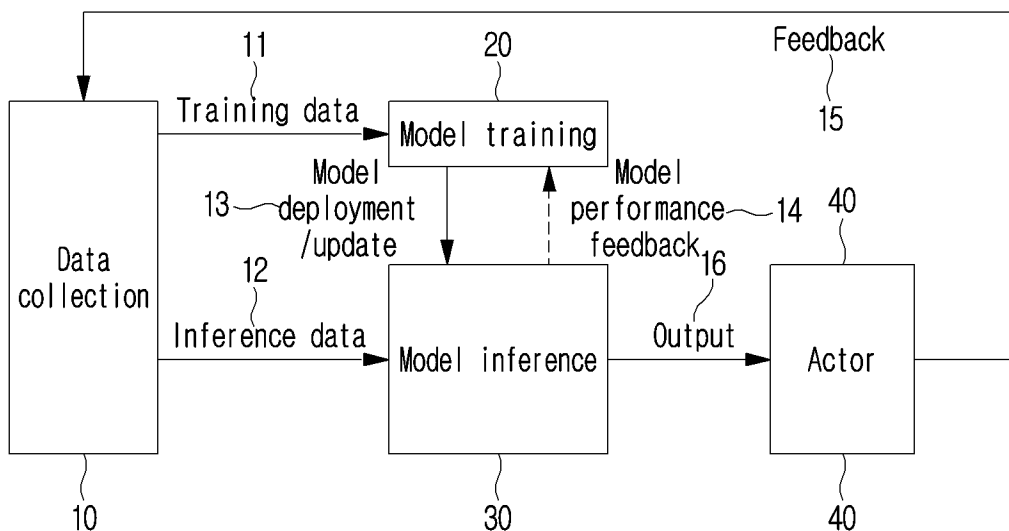 11
20
Feedback
15
Training data
Model training
Model
deployment
/update
13
Model
performance
feedback
14
40
12
16
Data
collection
Inference data
Model inference
Output
Actor
10
30
40